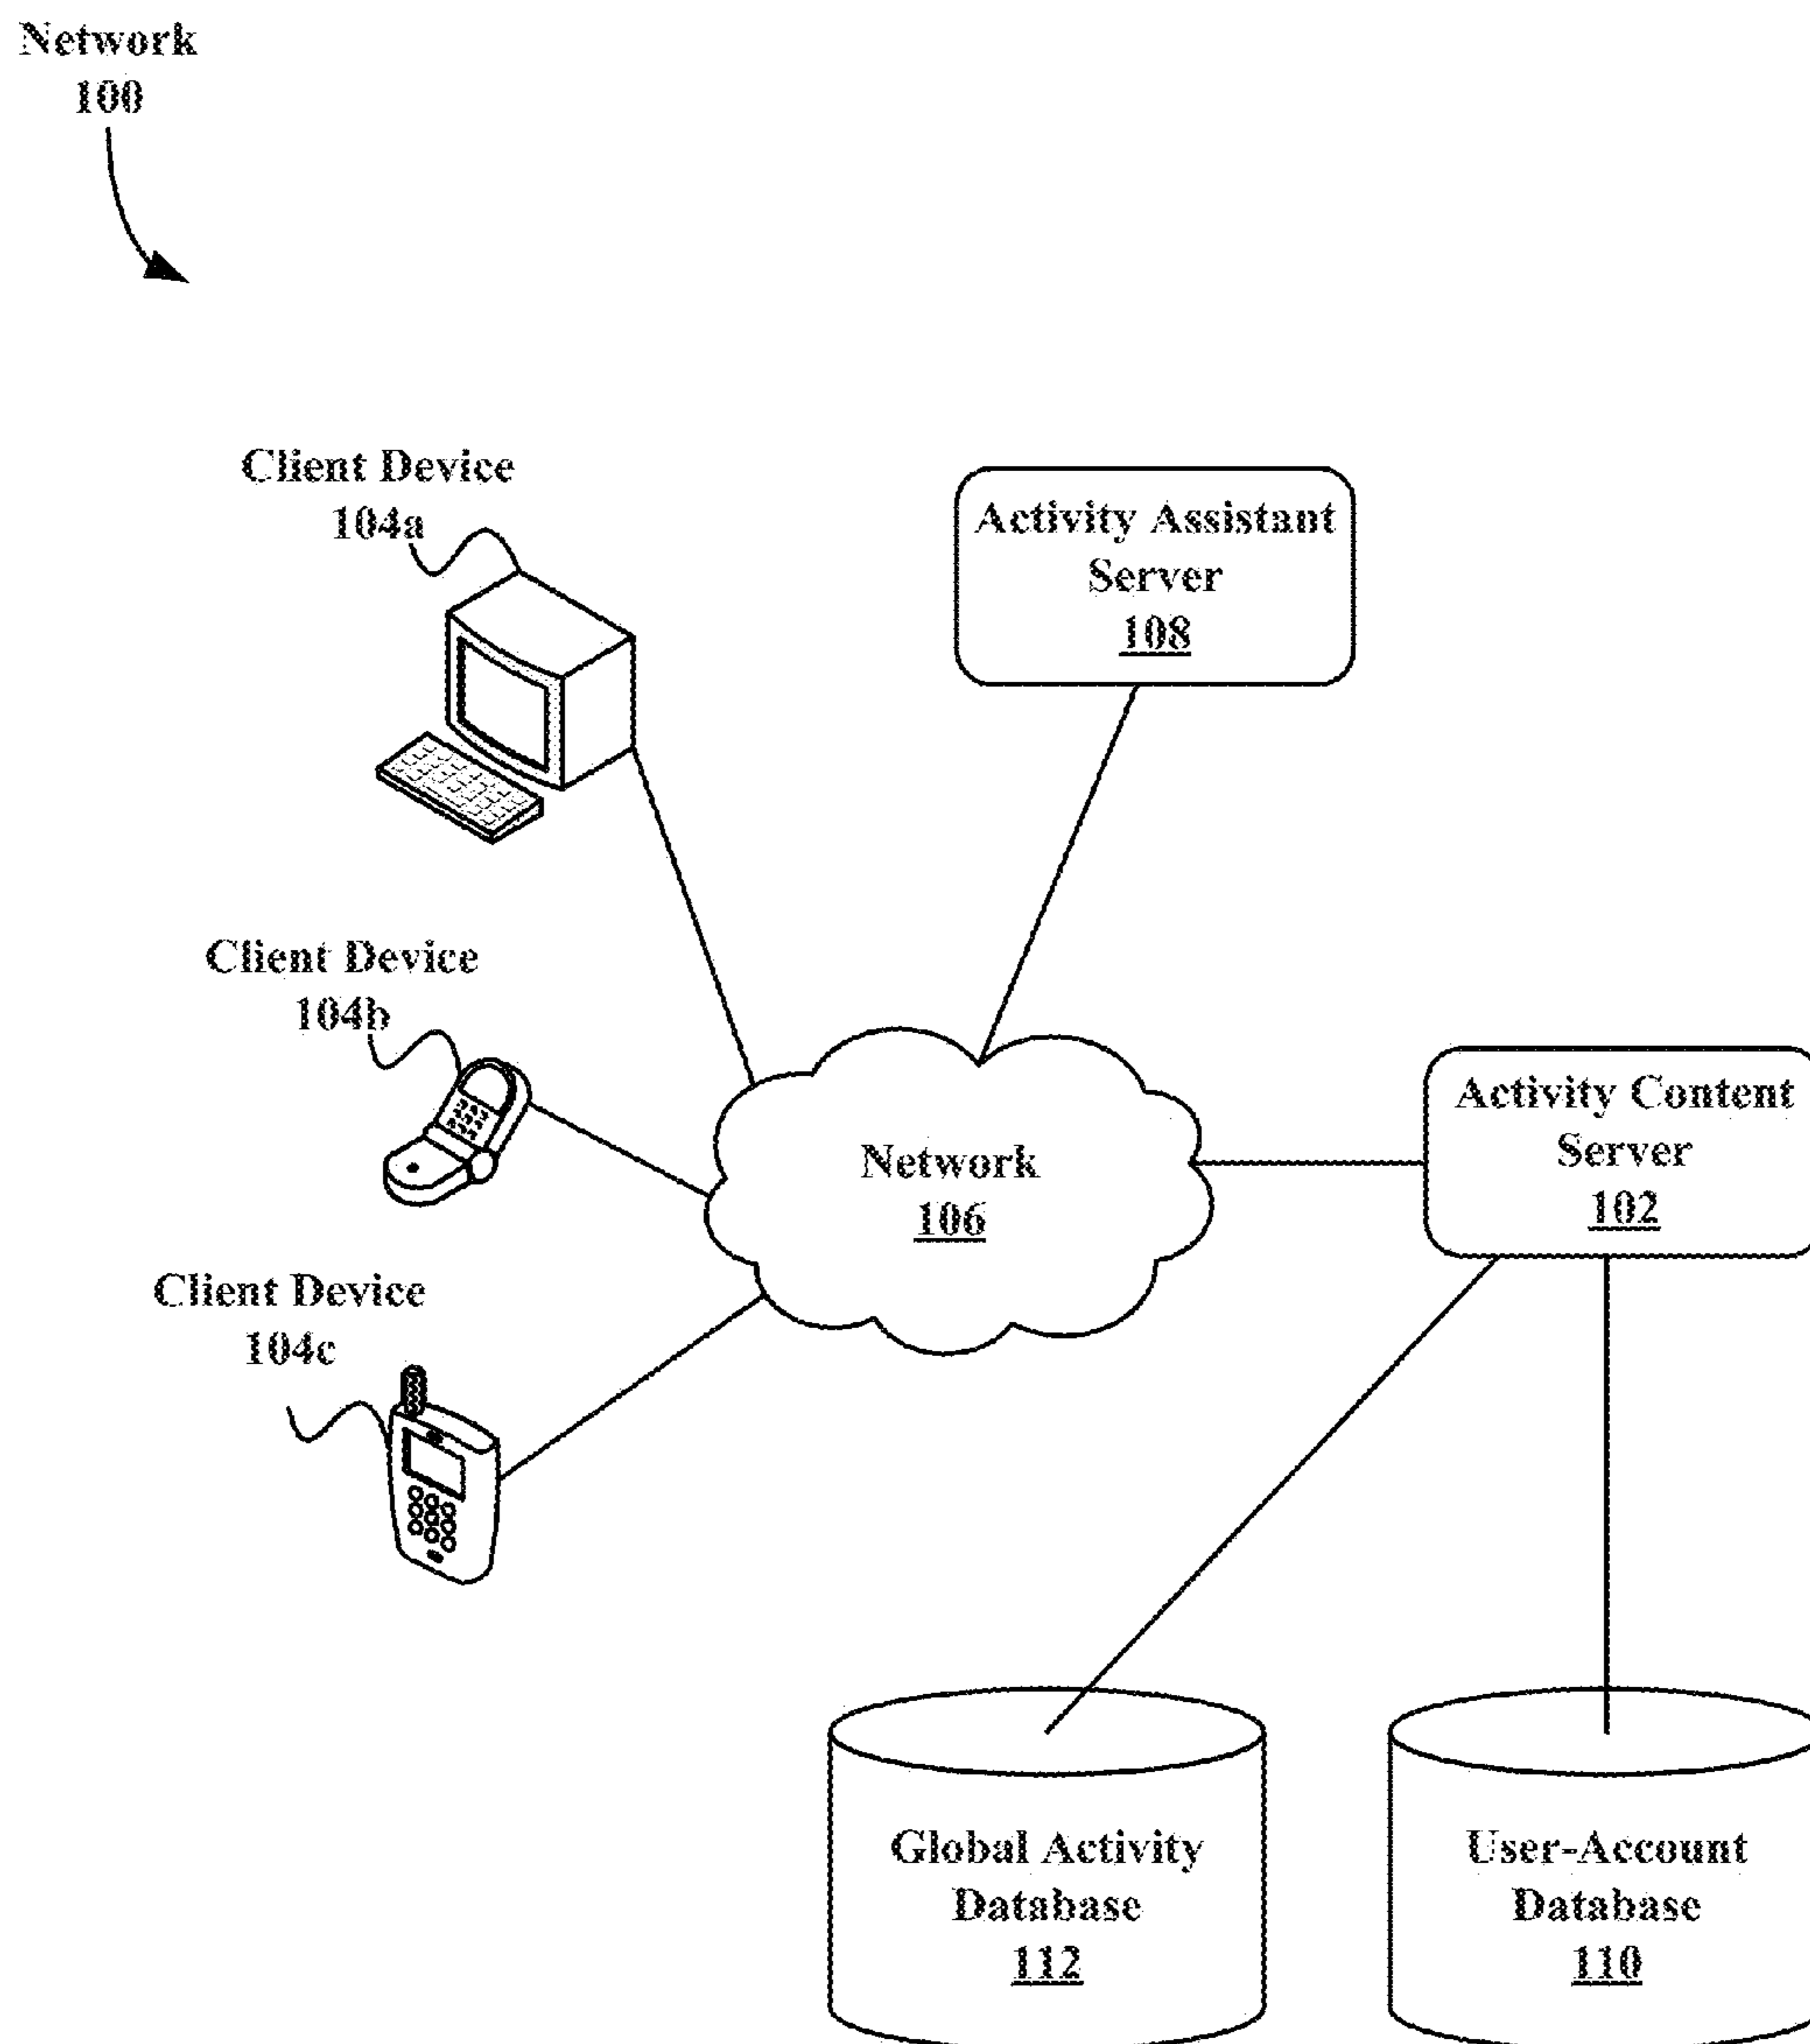 Network
100
Client Device
104a
Activity Assistant
Server
108
Client Device
104b
Network
106
Activity Content
Server
102
Client Device
104c
Global Activity
Database
112
User-Account
Database
110